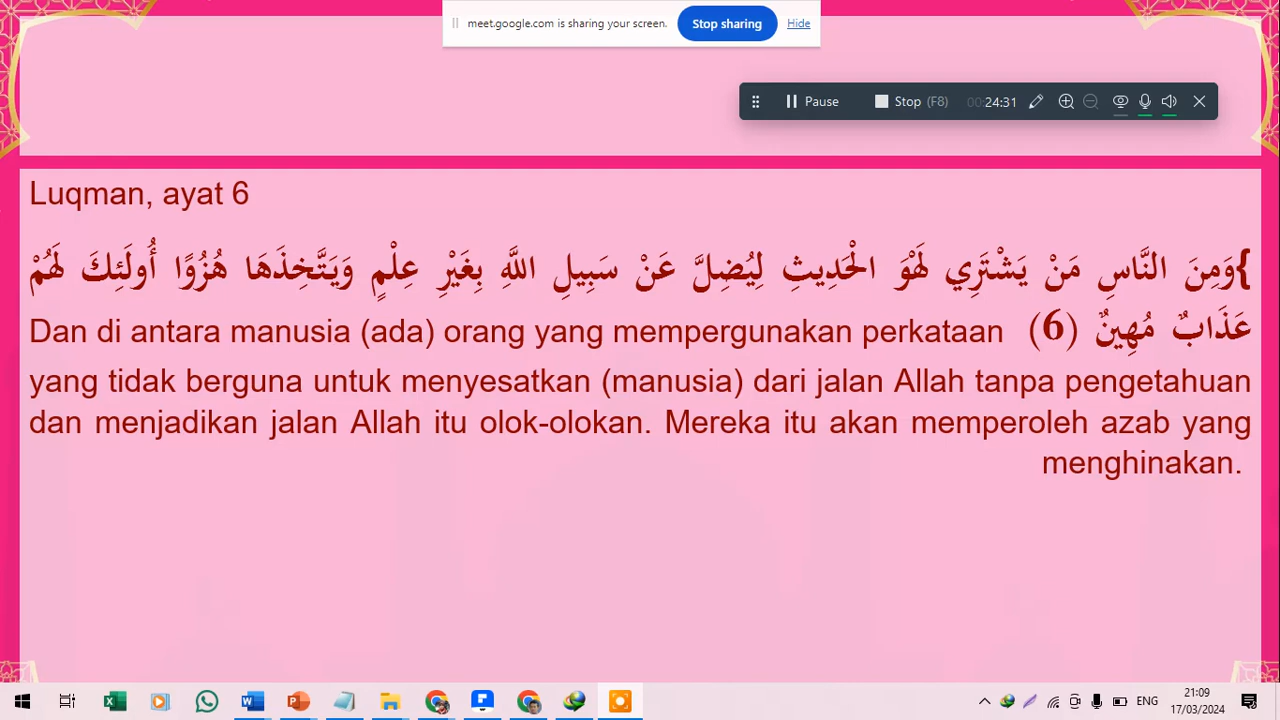 meet.google.com is sharing your screen.
Stop sharing
Hide
Pause
Stop (F8)
00:24:31
Luqman, ayat 6
}وَمِنَ النَّاسِ مَنْ يَشْتَرِي لَهْوَ الْحَدِيثِ لِيُضِلَّ عَنْ سَبِيلِ اللَّهِ بِغَيْرِ عِلْمٍ وَيَتَّخِذَهَا هُزُوًا أُولَئِكَ لَهُمْ
عَذَابٌ مُهِينٌ (6) Dan di antara manusia (ada) orang yang mempergunakan perkataan
yang tidak berguna untuk menyesatkan (manusia) dari jalan Allah tanpa pengetahuan
dan menjadikan jalan Allah itu olok-olokan. Mereka itu akan memperoleh azab yang
menghinakan.
ENG
21:09
17/03/2024